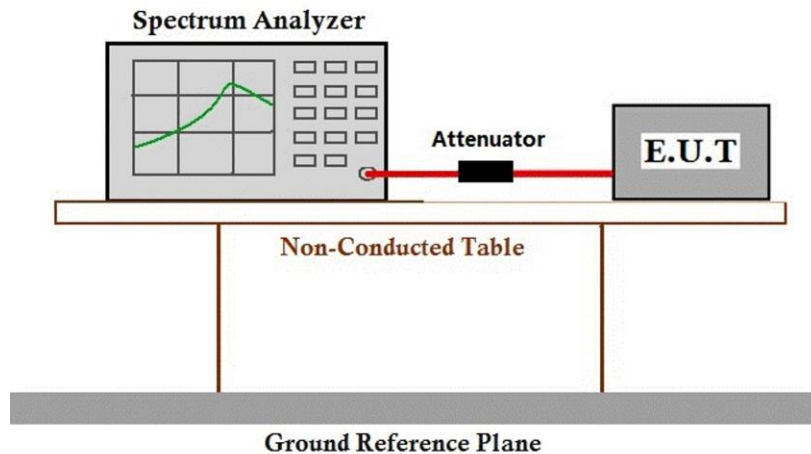 Spectrum Analyzer
Attenuator
E.U.T
Non-Conducted Table
Ground Reference Plane